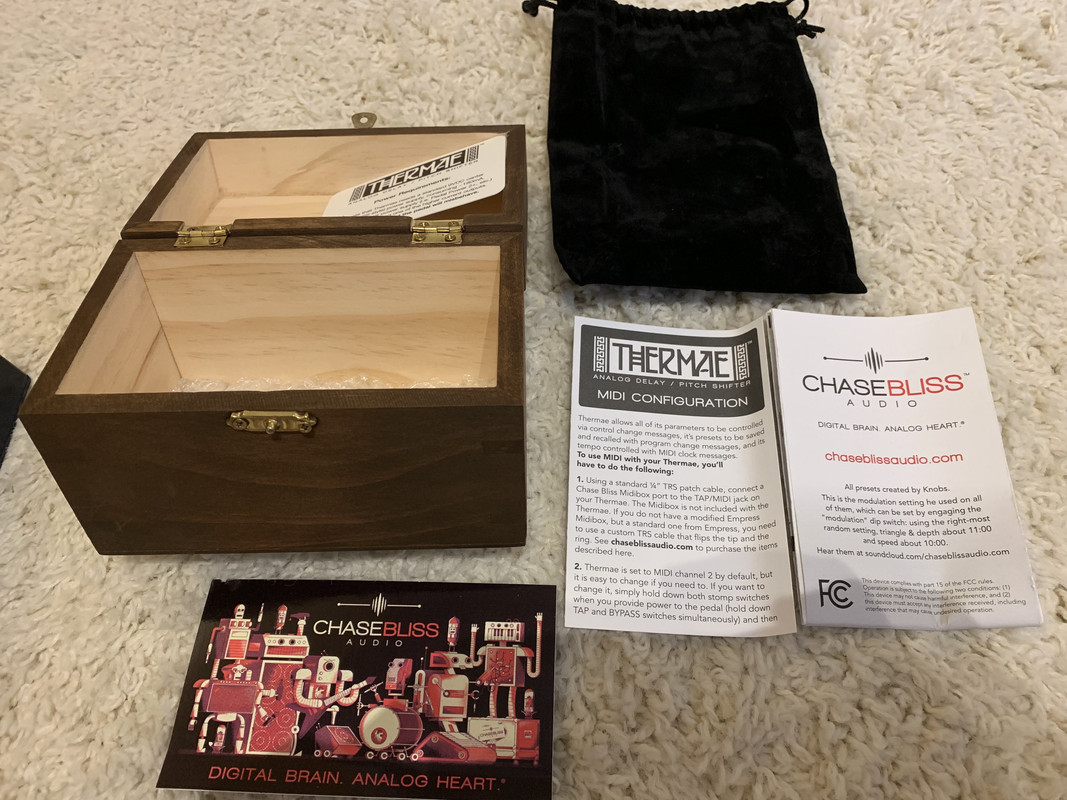 THERMAE
Power Requirements:
THERMAE™
ANALOG DELAY / PITCH SHIFTER
MIDI CONFIGURATION
Thermae allows all of its parameters to be controlled
via control change messages, it's presets to be saved
and recalled with program change messages, and its
tempo controlled with MIDI clock messages.
To use MIDI with your Thermae, you'll
have to do the following:
1. Using a standard ¼" TRS patch cable, connect a
Chase Bliss Midibox port to the TAP/MIDI jack on
your Thermae. The Midibox is not included with the
Thermae. If you do not have a modified Empress
Midibox, but a standard one from Empress, you need
to use a custom TRS cable that flips the tip and the
ring. See chaseblissaudio.com to purchase the items
described here.
2. Thermae is set to MIDI channel 2 by default, but
it is easy to change if you need to. If you want to
change it, simply hold down both stomp switches
when you provide power to the pedal (hold down
TAP and BYPASS switches simultaneously) and then
CHASEBLISS™
AUDIO
DIGITAL BRAIN. ANALOG HEART.®
chaseblissaudio.com
All presets created by Knobs.
This is the modulation setting he used on all
of them, which can be set by engaging the
"modulation" dip switch: using the right-most
random setting, triangle & depth about 11:00
and speed about 10:00.
Hear them at soundcloud.com/chaseblissaudio.com
FCC
This device complies with part 15 of the FCC rules.
Operation is subject to the following two conditions: (1)
This device may not cause harmful interference, and (2)
this device must accept any interference received, including
interference that may cause undesired operation.
CHASEBLISS
AUDIO
DIGITAL BRAIN. ANALOG HEART.®